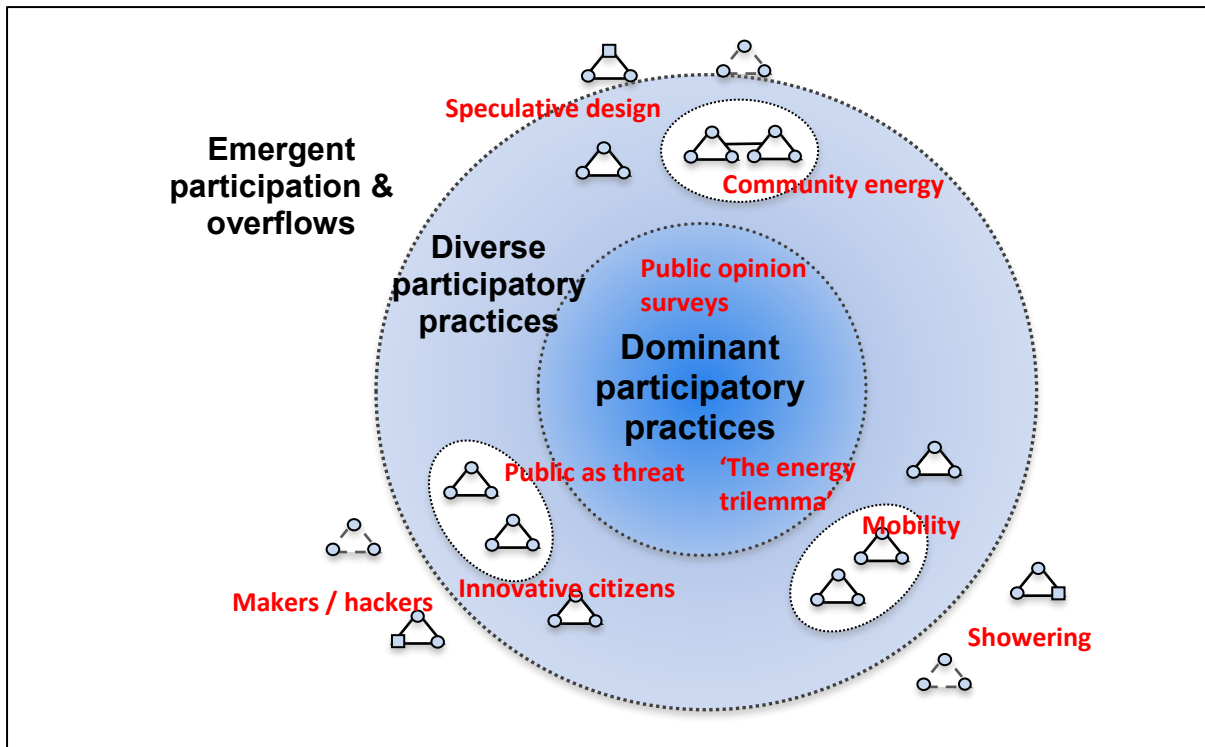 Speculative design
Emergent
participation &
overflows
Community energy
Diverse
participatory
practices
Public opinion
surveys
Dominant
participatory
practices
Public as threat
‘The energy
trilemma’
Mobility
Innovative citizens
Makers / hackers
Showering